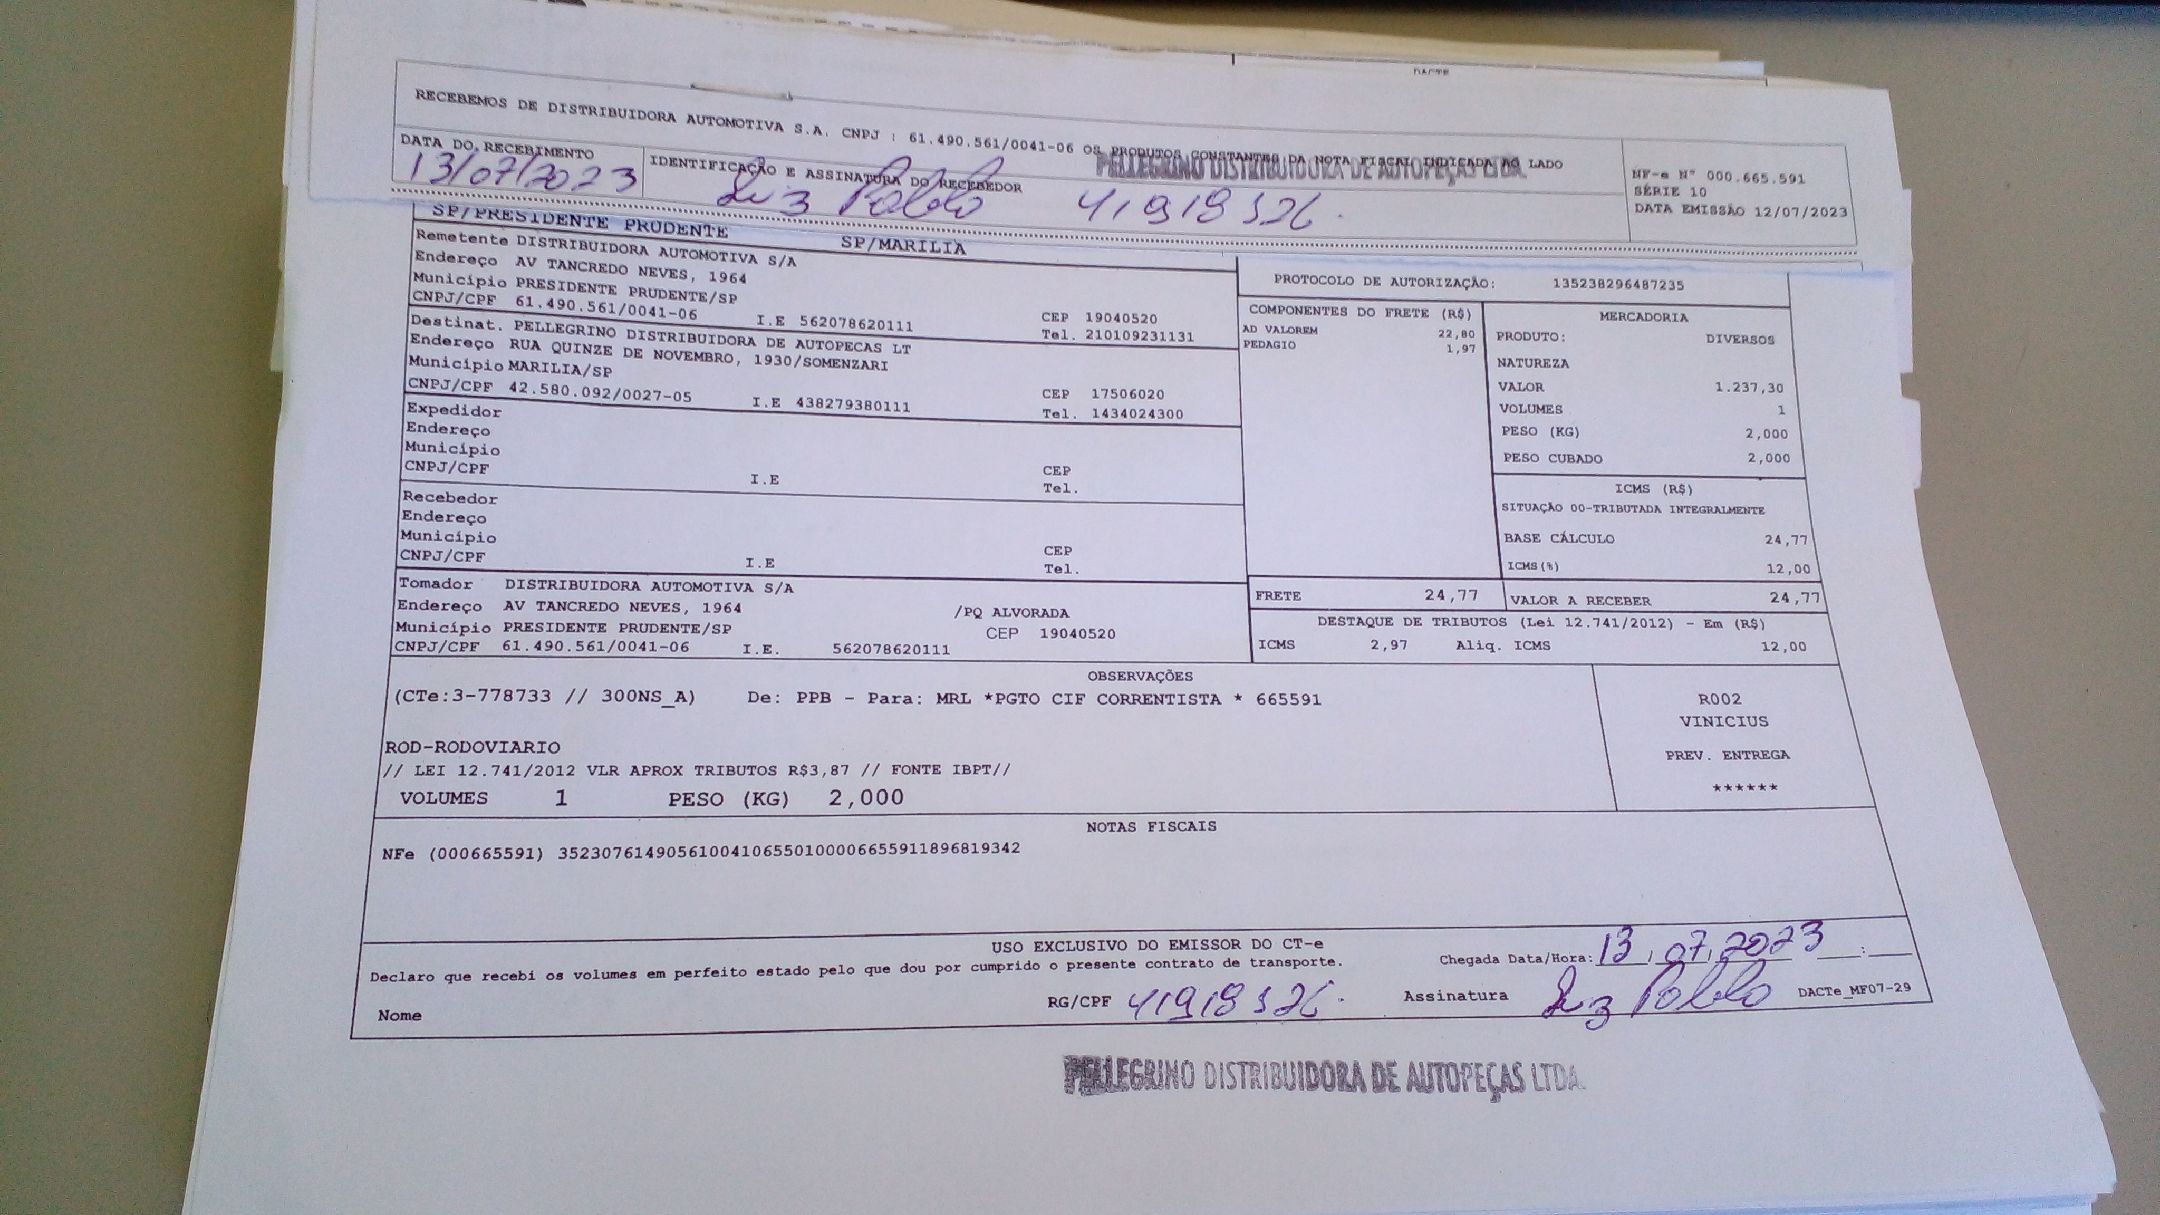 DACTE
RECEBEMOS DE DISTRIBUIDORA AUTOMOTIVA S.A. CNPJ : 61.490.561/0041-06 OS PRODUTOS CONSTANTES DA NOTA FISCAL INDICADA AO LADO
PELLEGRINO DISTRIBUIDORA DE AUTOPEÇAS LTDA.
DATA DO RECEBIMENTO
13/07/2023
IDENTIFICAÇÃO E ASSINATURA DO RECEBEDOR
Luiz Pablo 41919326.
NF-e N° 000.665.591
SÉRIE 10
DATA EMISSÃO 12/07/2023
SP/PRESIDENTE PRUDENTE SP/MARILIA
Remetente DISTRIBUIDORA AUTOMOTIVA S/A
Endereço AV TANCREDO NEVES, 1964
Município PRESIDENTE PRUDENTE/SP CEP 19040520
CNPJ/CPF 61.490.561/0041-06 I.E 562078620111 Tel. 210109231131
Destinat. PELLEGRINO DISTRIBUIDORA DE AUTOPECAS LT
Endereço RUA QUINZE DE NOVEMBRO, 1930/SOMENZARI
Município MARILIA/SP CEP 17506020
CNPJ/CPF 42.580.092/0027-05 I.E 438279380111 Tel. 1434024300
Expedidor
Endereço
Município CEP
CNPJ/CPF I.E Tel.
Recebedor
Endereço
Município CEP
CNPJ/CPF I.E Tel.
Tomador DISTRIBUIDORA AUTOMOTIVA S/A
Endereço AV TANCREDO NEVES, 1964 /PQ ALVORADA
Município PRESIDENTE PRUDENTE/SP CEP 19040520
CNPJ/CPF 61.490.561/0041-06 I.E. 562078620111
PROTOCOLO DE AUTORIZAÇÃO: 135238296487235
COMPONENTES DO FRETE (R$)
AD VALOREM 22,80
PEDAGIO 1,97
MERCADORIA
PRODUTO: DIVERSOS
NATUREZA
VALOR 1.237,30
VOLUMES 1
PESO (KG) 2,000
PESO CUBADO 2,000
ICMS (R$)
SITUAÇÃO 00-TRIBUTADA INTEGRALMENTE
BASE CÁLCULO 24,77
ICMS(%) 12,00
FRETE 24,77 VALOR A RECEBER 24,77
DESTAQUE DE TRIBUTOS (Lei 12.741/2012) - Em (R$)
ICMS 2,97 Aliq. ICMS 12,00
OBSERVAÇÕES
(CTe:3-778733 // 300NS_A) De: PPB - Para: MRL *PGTO CIF CORRENTISTA * 665591
ROD-RODOVIARIO
// LEI 12.741/2012 VLR APROX TRIBUTOS R$3,87 // FONTE IBPT//
VOLUMES 1 PESO (KG) 2,000
R002
VINICIUS
PREV. ENTREGA
******
NOTAS FISCAIS
NFe (000665591) 35230761490561004106550100006655911896819342
USO EXCLUSIVO DO EMISSOR DO CT-e
Declaro que recebi os volumes em perfeito estado pelo que dou por cumprido o presente contrato de transporte.
Chegada Data/Hora: 13/07/2023 __:__
Nome RG/CPF 41919326. Assinatura Luiz Pablo DACTe_MF07-29
PELLEGRINO DISTRIBUIDORA DE AUTOPEÇAS LTDA.